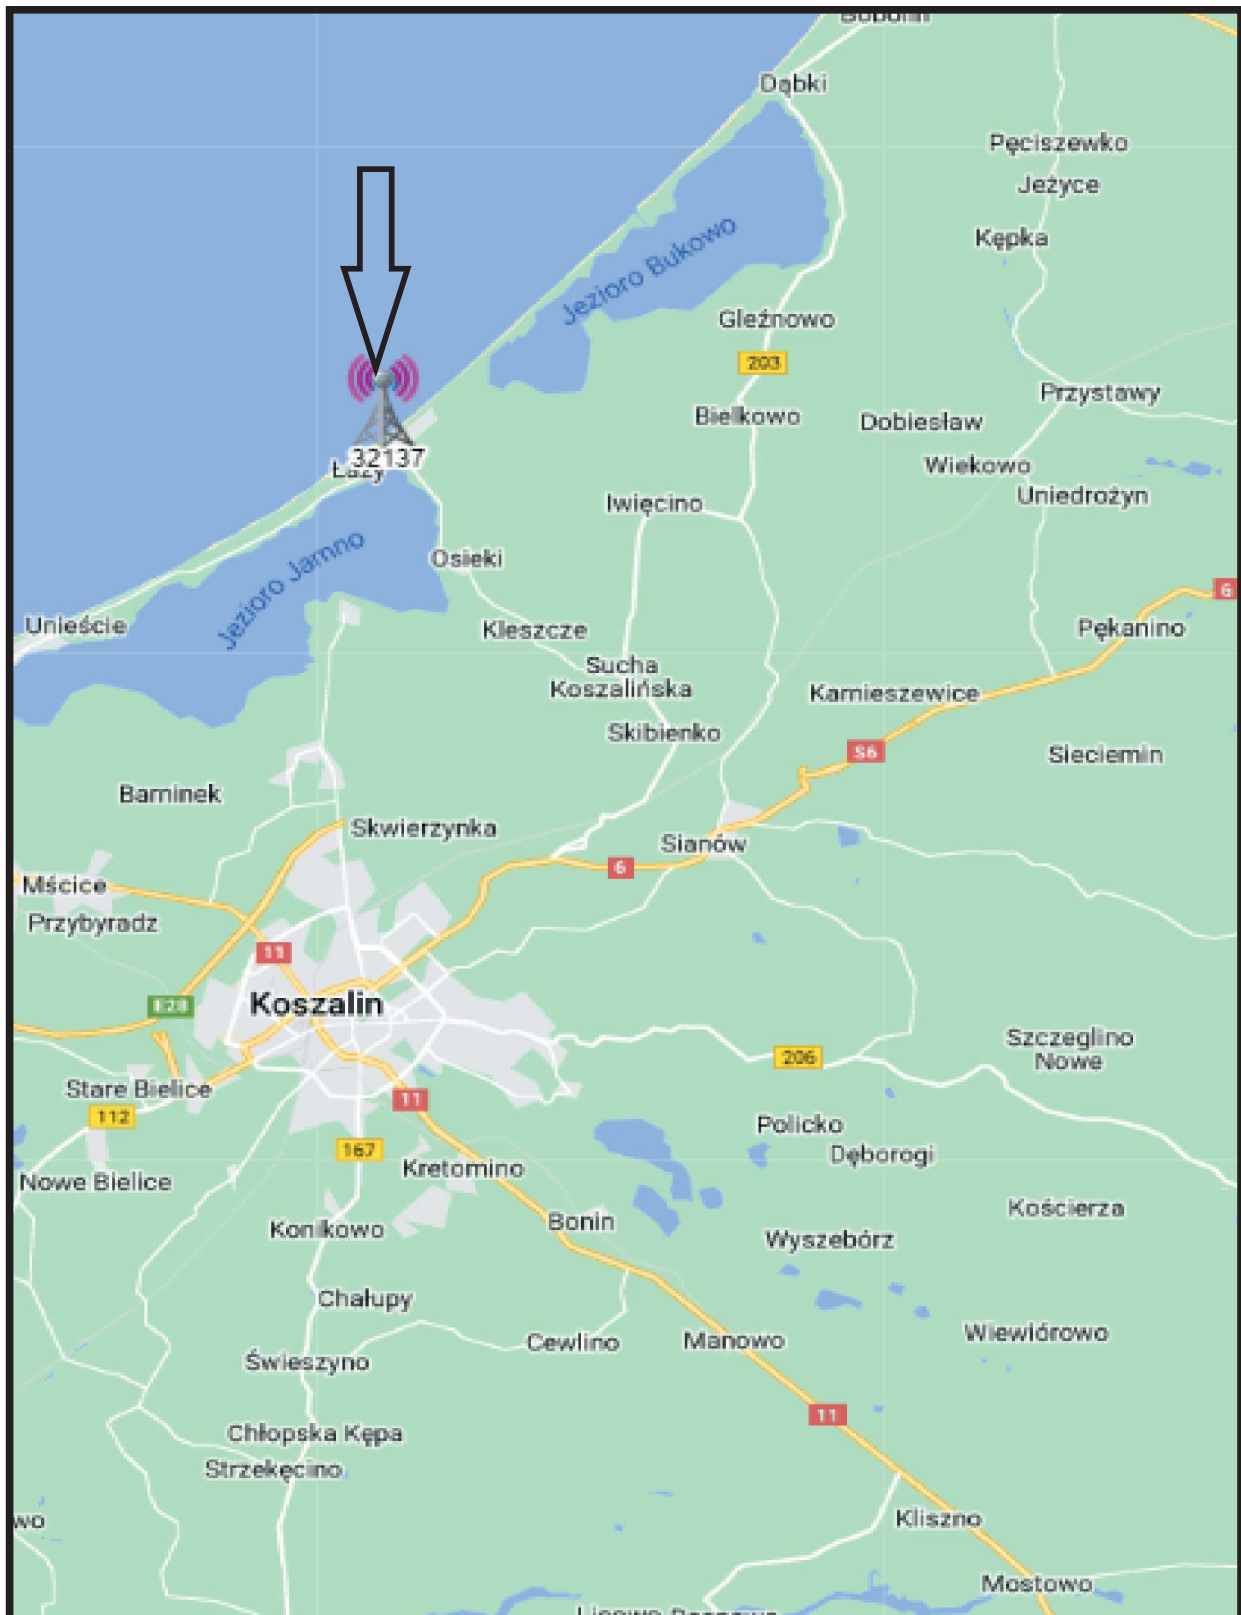 Dąbki
Pęciszewko
Jeżyce
Jezioro Bukowo
Kępka
Gleźnowo
203
Przystawy
Bielkowo
Dobiesław
32137
Łazy
Wiekowo
Uniedrożyn
Iwięcino
Jezioro Jamno
Osieki
6
Unieście
Kleszcze
Pękanino
Sucha
Koszalińska
Kamieszewice
Skibienko
S6
Sieciemin
Barninek
Skwierzynka
Sianów
6
Mścice
Przybyradz
11
Koszalin
E28
Szczeglino
Nowe
206
Stare Bielice
11
112
Policko
167
Dęborogi
Kretomino
Nowe Bielice
Kościerza
Bonin
Konikowo
Wyszebórz
Chałupy
Wiewiórowo
Cewlino
Manowo
Świeszyno
11
Chłopska Kępa
Strzekęcino
Kliszno
wo
Mostowo